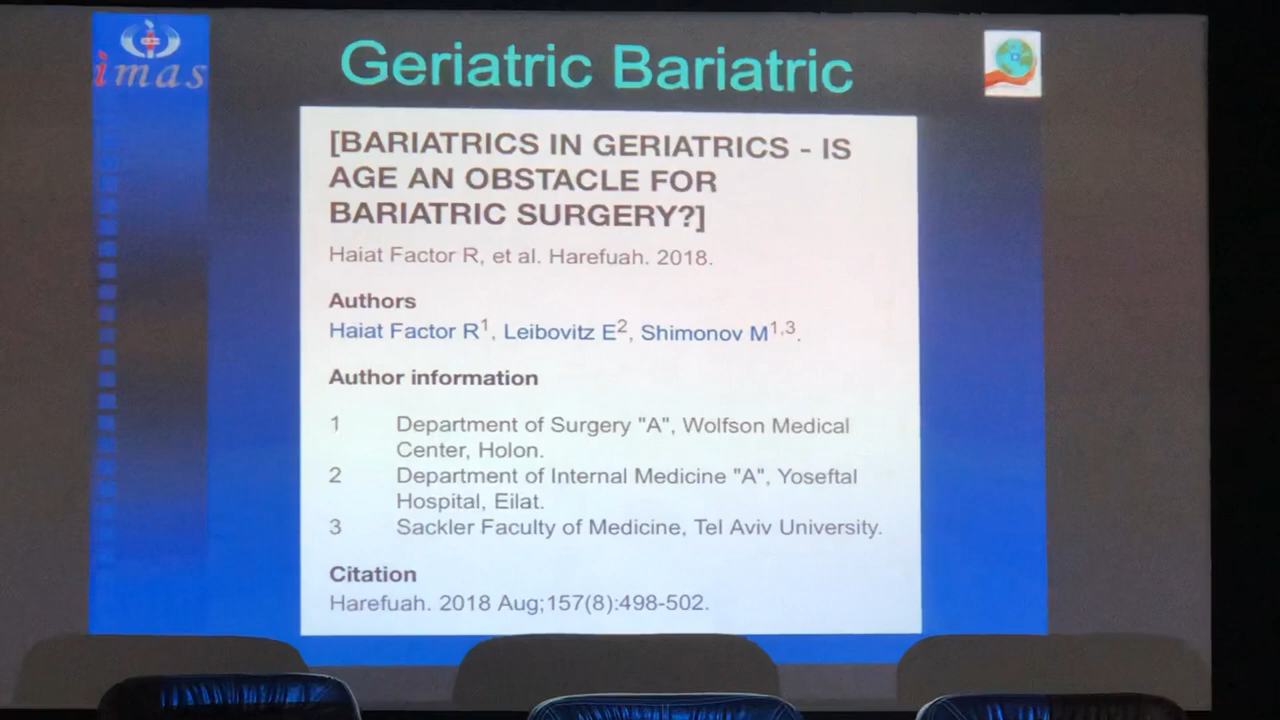 imas
Geriatric Bariatric
[BARIATRICS IN GERIATRICS - IS
AGE AN OBSTACLE FOR
BARIATRIC SURGERY?]
Haiat Factor R, et al. Harefuah. 2018.
Authors
Haiat Factor R1, Leibovitz E2, Shimonov M1,3.
Author information
1 Department of Surgery "A", Wolfson Medical
Center, Holon.
2 Department of Internal Medicine "A", Yoseftal
Hospital, Eilat.
3 Sackler Faculty of Medicine, Tel Aviv University.
Citation
Harefuah. 2018 Aug;157(8):498-502.